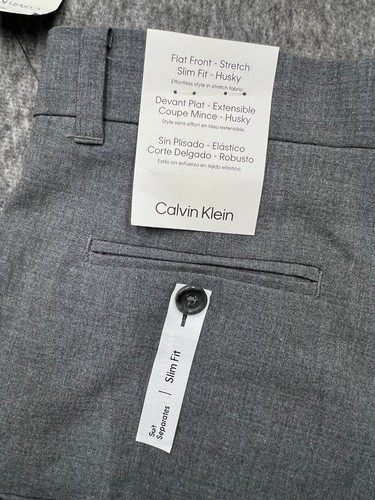 Flat Front - Stretch
Slim Fit - Husky
Effortless style in stretch fabric.
Devant Plat - Extensible
Coupe Mince - Husky
Style sans effort en tissu extensible.
Sin Plisado - Elástico
Corte Delgado - Robusto
Estilo sin esfuerzo en tejido elástico.
Calvin Klein
Suit
Separates | Slim Fit